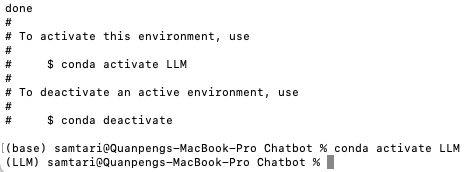 done
#
# To activate this environment, use
#
#     $ conda activate LLM
#
# To deactivate an active environment, use
#
#     $ conda deactivate

(base) samtari@Quanpengs-MacBook-Pro Chatbot % conda activate LLM
(LLM) samtari@Quanpengs-MacBook-Pro Chatbot %